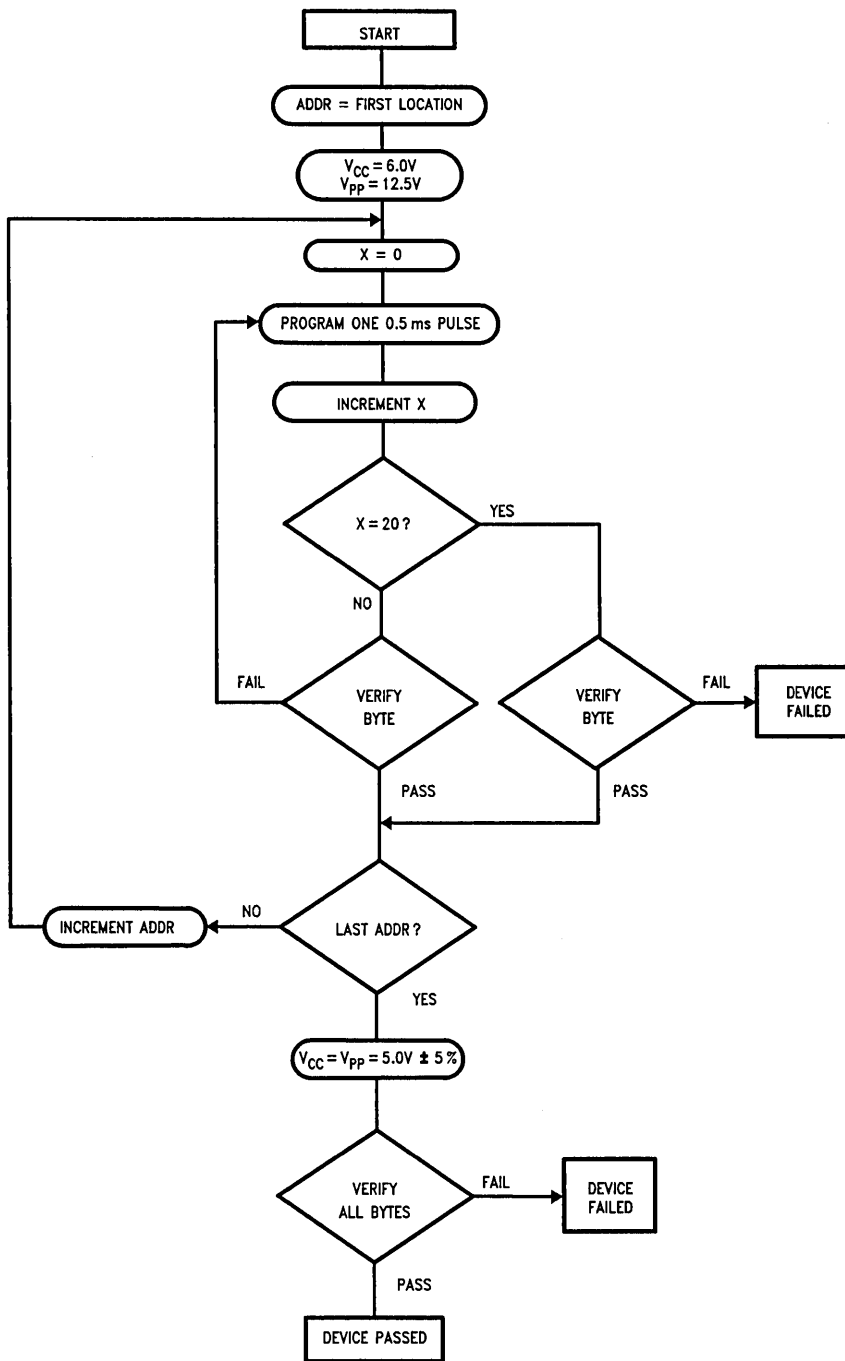 START
ADDR = FIRST LOCATION
VCC = 6.0V
VPP = 12.5V
X = 0
PROGRAM ONE 0.5 ms PULSE
INCREMENT X
X = 20 ?
YES
NO
FAIL
VERIFY
BYTE
VERIFY
BYTE
FAIL
DEVICE
FAILED
PASS
PASS
INCREMENT ADDR
NO
LAST ADDR ?
YES
VCC = VPP = 5.0V ± 5 %
VERIFY
ALL BYTES
FAIL
DEVICE
FAILED
PASS
DEVICE PASSED